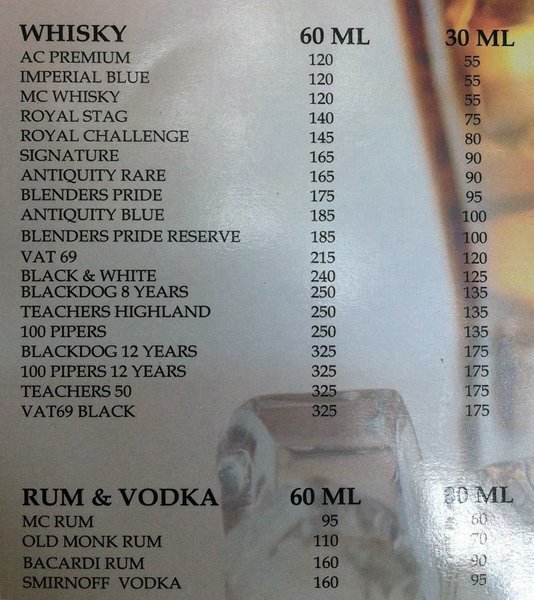 WHISKY 60 ML 30 ML
AC PREMIUM 120 55
IMPERIAL BLUE 120 55
MC WHISKY 120 55
ROYAL STAG 140 75
ROYAL CHALLENGE 145 80
SIGNATURE 165 90
ANTIQUITY RARE 165 90
BLENDERS PRIDE 175 95
ANTIQUITY BLUE 185 100
BLENDERS PRIDE RESERVE 185 100
VAT 69 215 120
BLACK & WHITE 240 125
BLACKDOG 8 YEARS 250 135
TEACHERS HIGHLAND 250 135
100 PIPERS 250 135
BLACKDOG 12 YEARS 325 175
100 PIPERS 12 YEARS 325 175
TEACHERS 50 325 175
VAT69 BLACK 325 175
RUM & VODKA 60 ML 30 ML
MC RUM 95 60
OLD MONK RUM 110 70
BACARDI RUM 160 90
SMIRNOFF VODKA 160 95